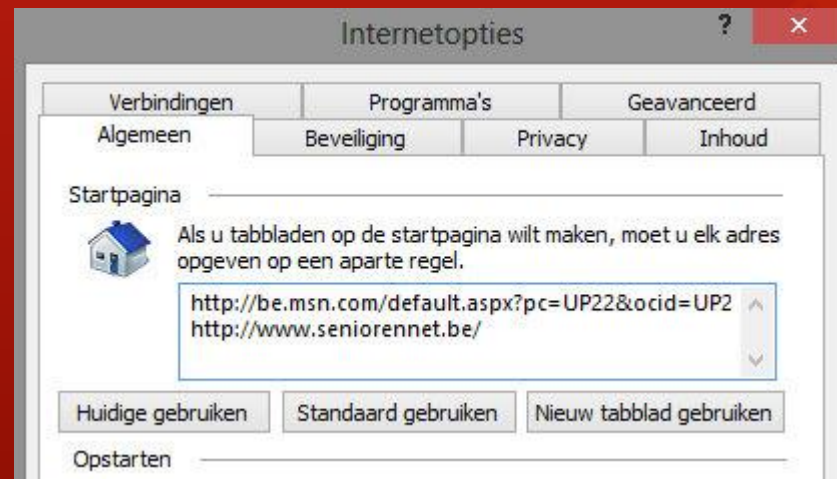 Internetopties ? ×
Verbindingen Programma's Geavanceerd
Algemeen Beveiliging Privacy Inhoud
Startpagina
Als u tabbladen op de startpagina wilt maken, moet u elk adres
opgeven op een aparte regel.
http://be.msn.com/default.aspx?pc=UP22&ocid=UP2
http://www.seniorennet.be/
Huidige gebruiken Standaard gebruiken Nieuw tabblad gebruiken
Opstarten